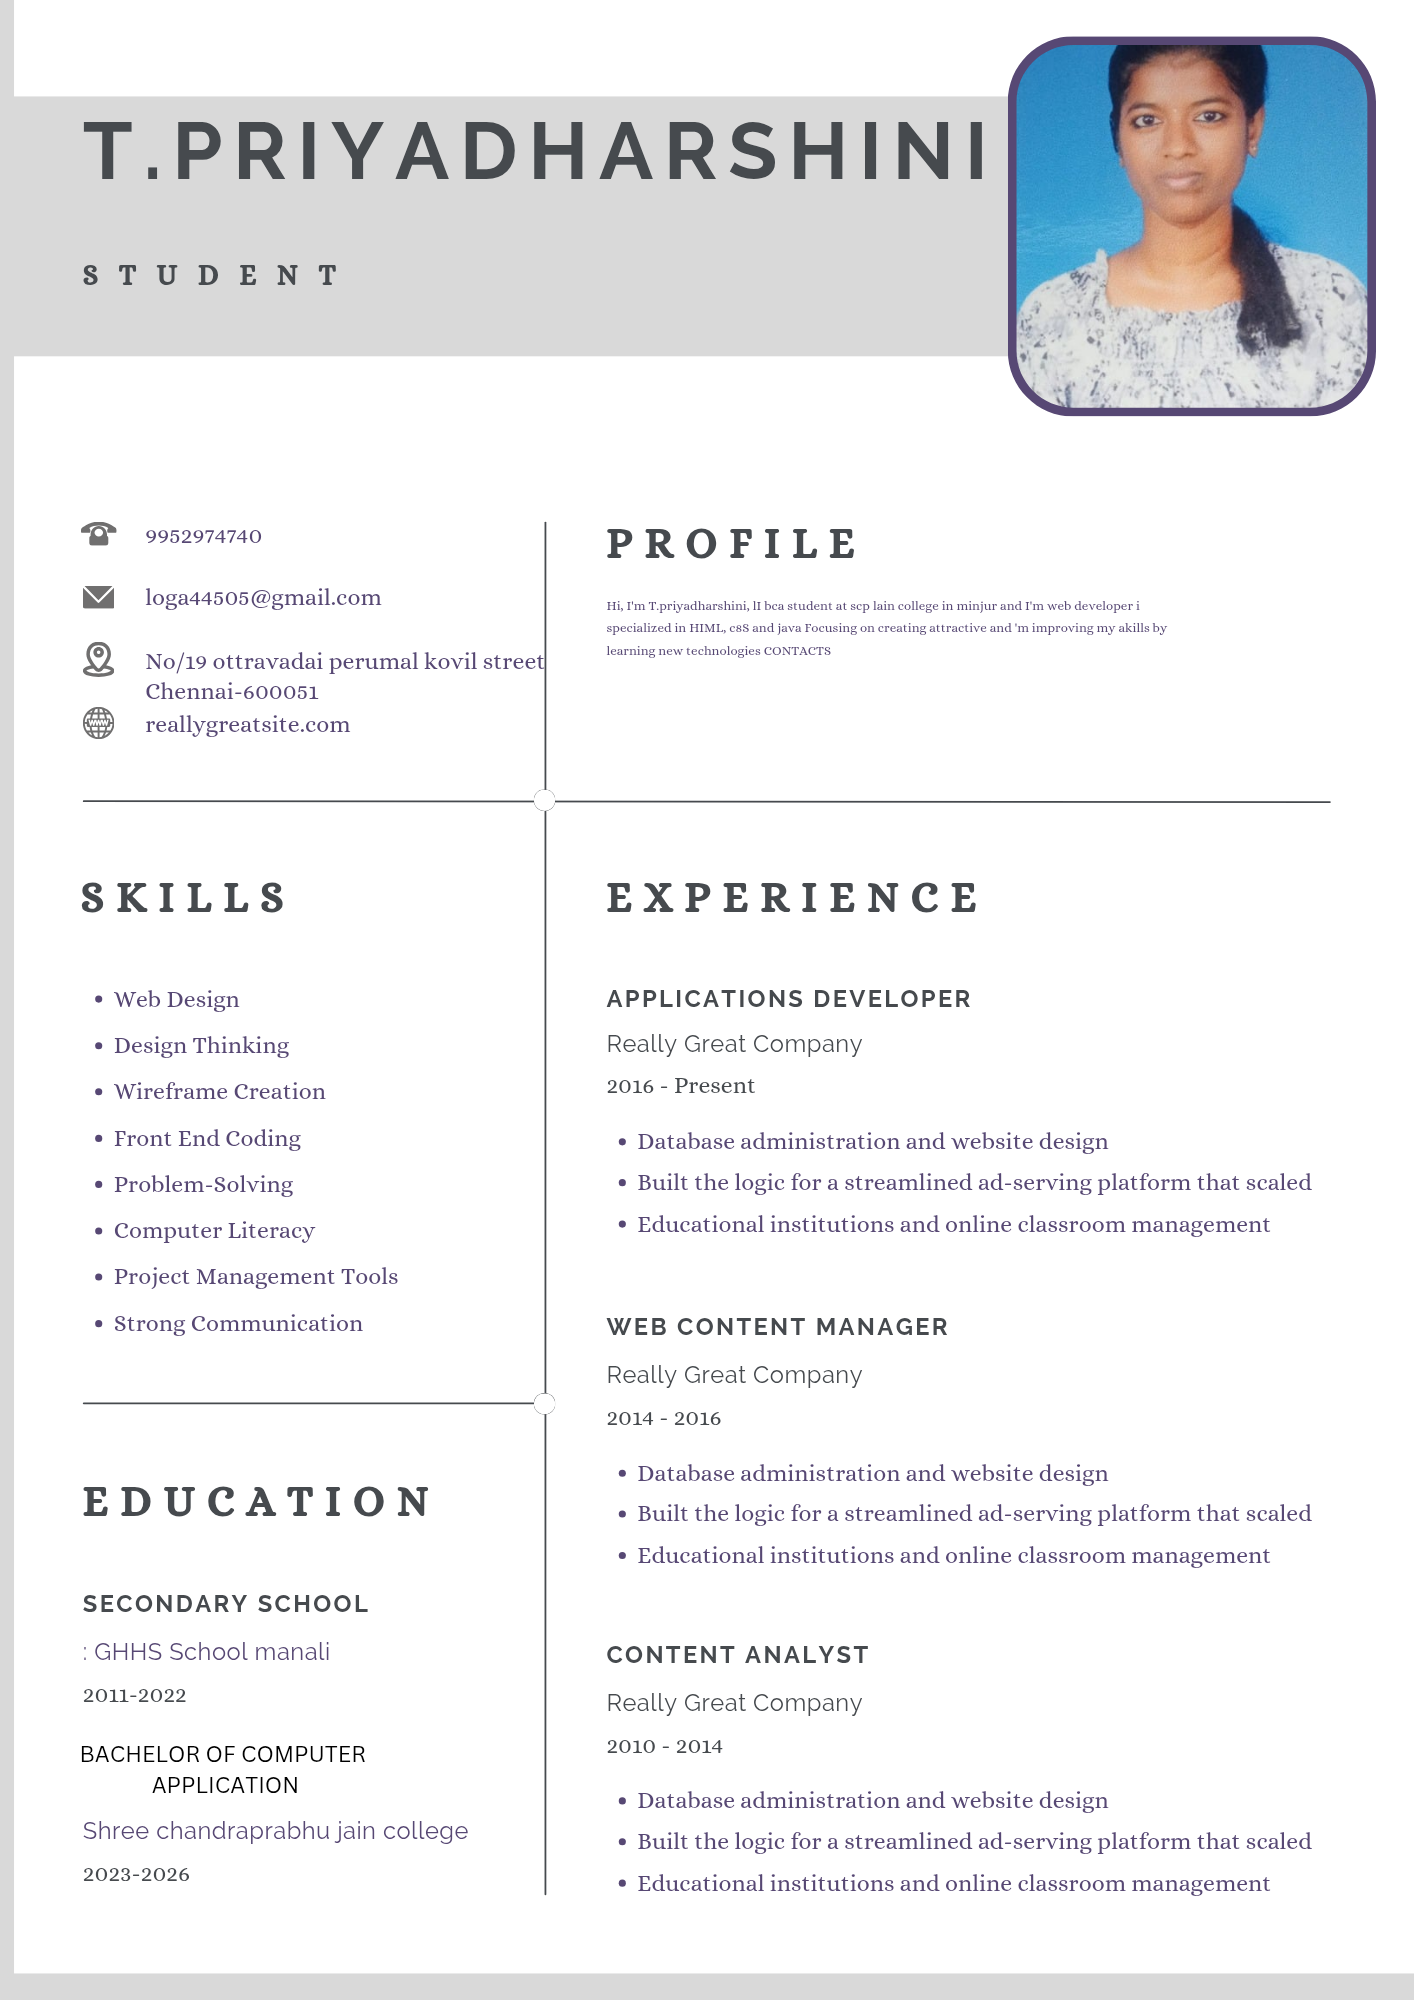 T.PRIYADHARSHINI
STUDENT
9952974740
loga44505@gmail.com
No/19 ottravadai perumal kovil street
Chennai-600051
reallygreatsite.com
PROFILE
Hi, I'm T.priyadharshini, lI bca student at scp lain college in minjur and I'm web developer i
specialized in HIML, c8S and java Focusing on creating attractive and 'm improving my akills by
learning new technologies CONTACTS
SKILLS
• Web Design
• Design Thinking
• Wireframe Creation
• Front End Coding
• Problem-Solving
• Computer Literacy
• Project Management Tools
• Strong Communication
EDUCATION
SECONDARY SCHOOL
: GHHS School manali
2011-2022
BACHELOR OF COMPUTER
APPLICATION
Shree chandraprabhu jain college
2023-2026
EXPERIENCE
APPLICATIONS DEVELOPER
Really Great Company
2016 - Present
• Database administration and website design
• Built the logic for a streamlined ad-serving platform that scaled
• Educational institutions and online classroom management
WEB CONTENT MANAGER
Really Great Company
2014 - 2016
• Database administration and website design
• Built the logic for a streamlined ad-serving platform that scaled
• Educational institutions and online classroom management
CONTENT ANALYST
Really Great Company
2010 - 2014
• Database administration and website design
• Built the logic for a streamlined ad-serving platform that scaled
• Educational institutions and online classroom management